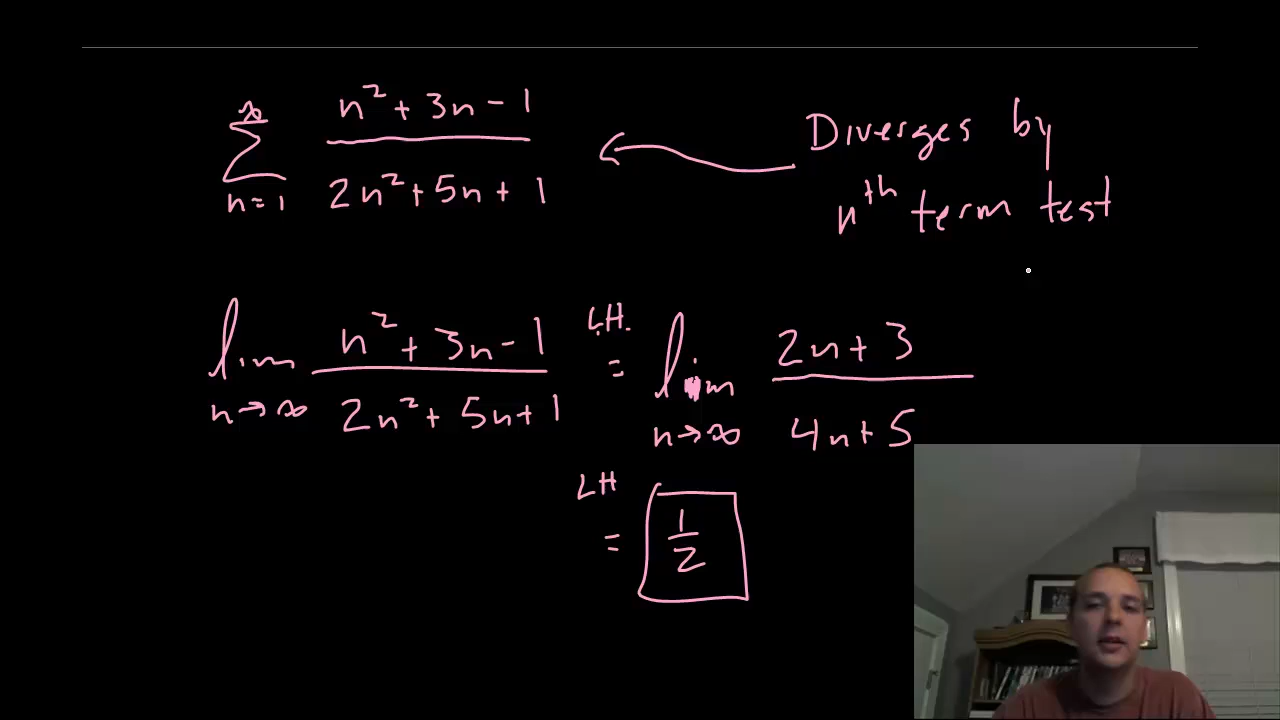 ∞
∑ n² + 3n − 1 / 2n² + 5n + 1
n = 1
Diverges by
nth term test
lim n² + 3n − 1 / 2n² + 5n + 1
n → ∞
L.H.
= lim 2n + 3 / 4n + 5
n → ∞
LH
= 1/2